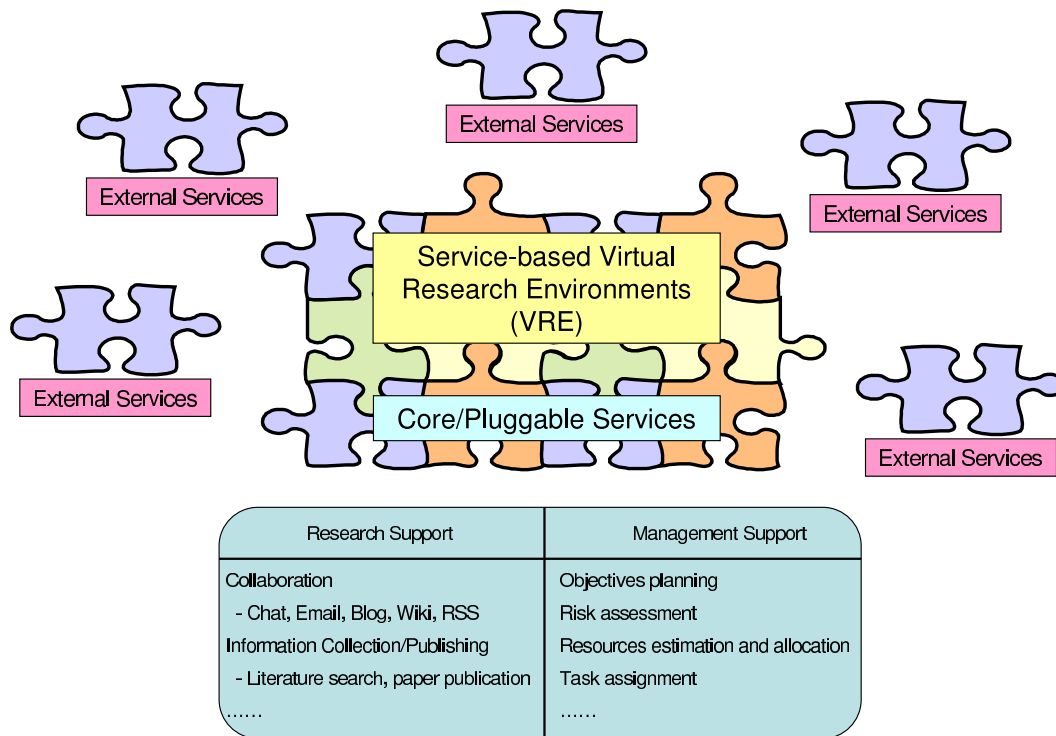 External Services
External Services
External Services
External Services
External Services
External Services
Service-based Virtual
Research Environments
(VRE)
Core/Pluggable Services
Research Support
Collaboration
- Chat, Email, Blog, Wiki, RSS
Information Collection/Publishing
- Literature search, paper publication
......
Management Support
Objectives planning
Risk assessment
Resources estimation and allocation
Task assignment
......